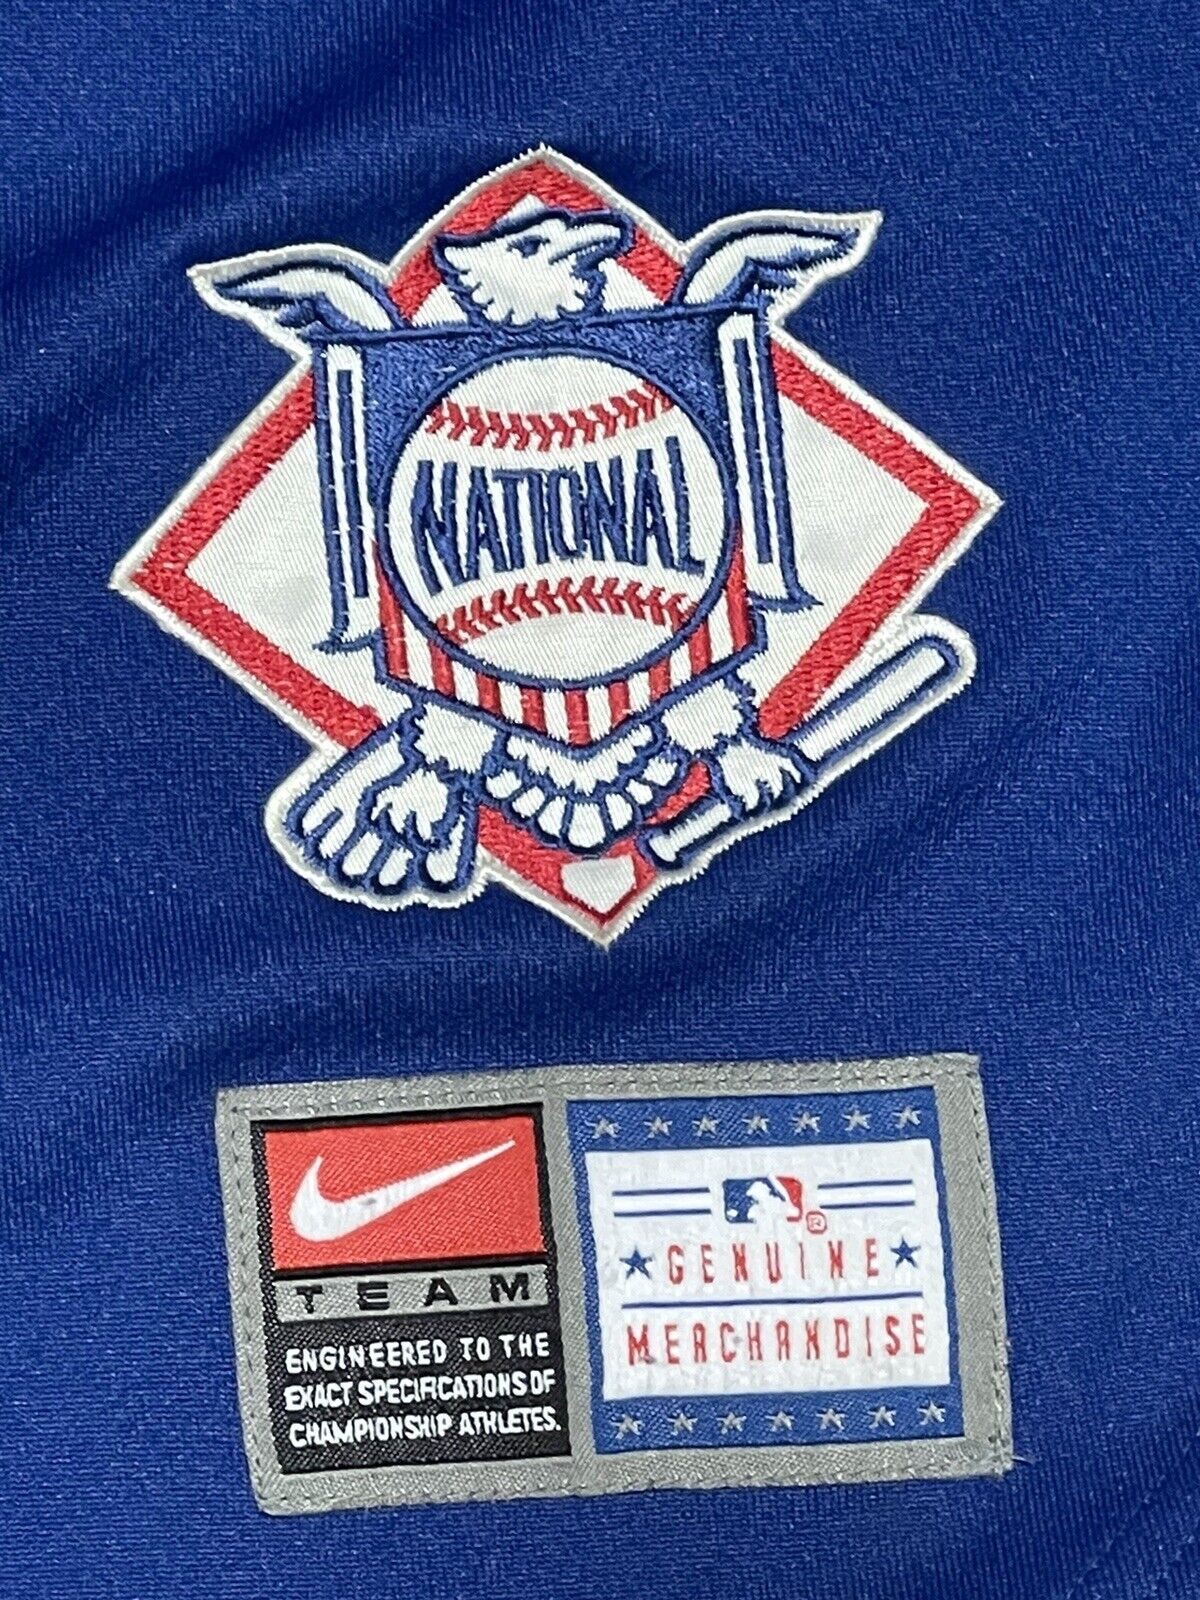 NATIONAL
TEAM
ENGINEERED TO THE
EXACT SPECIFICATIONS OF
CHAMPIONSHIP ATHLETES.
®
GENUINE
MERCHANDISE